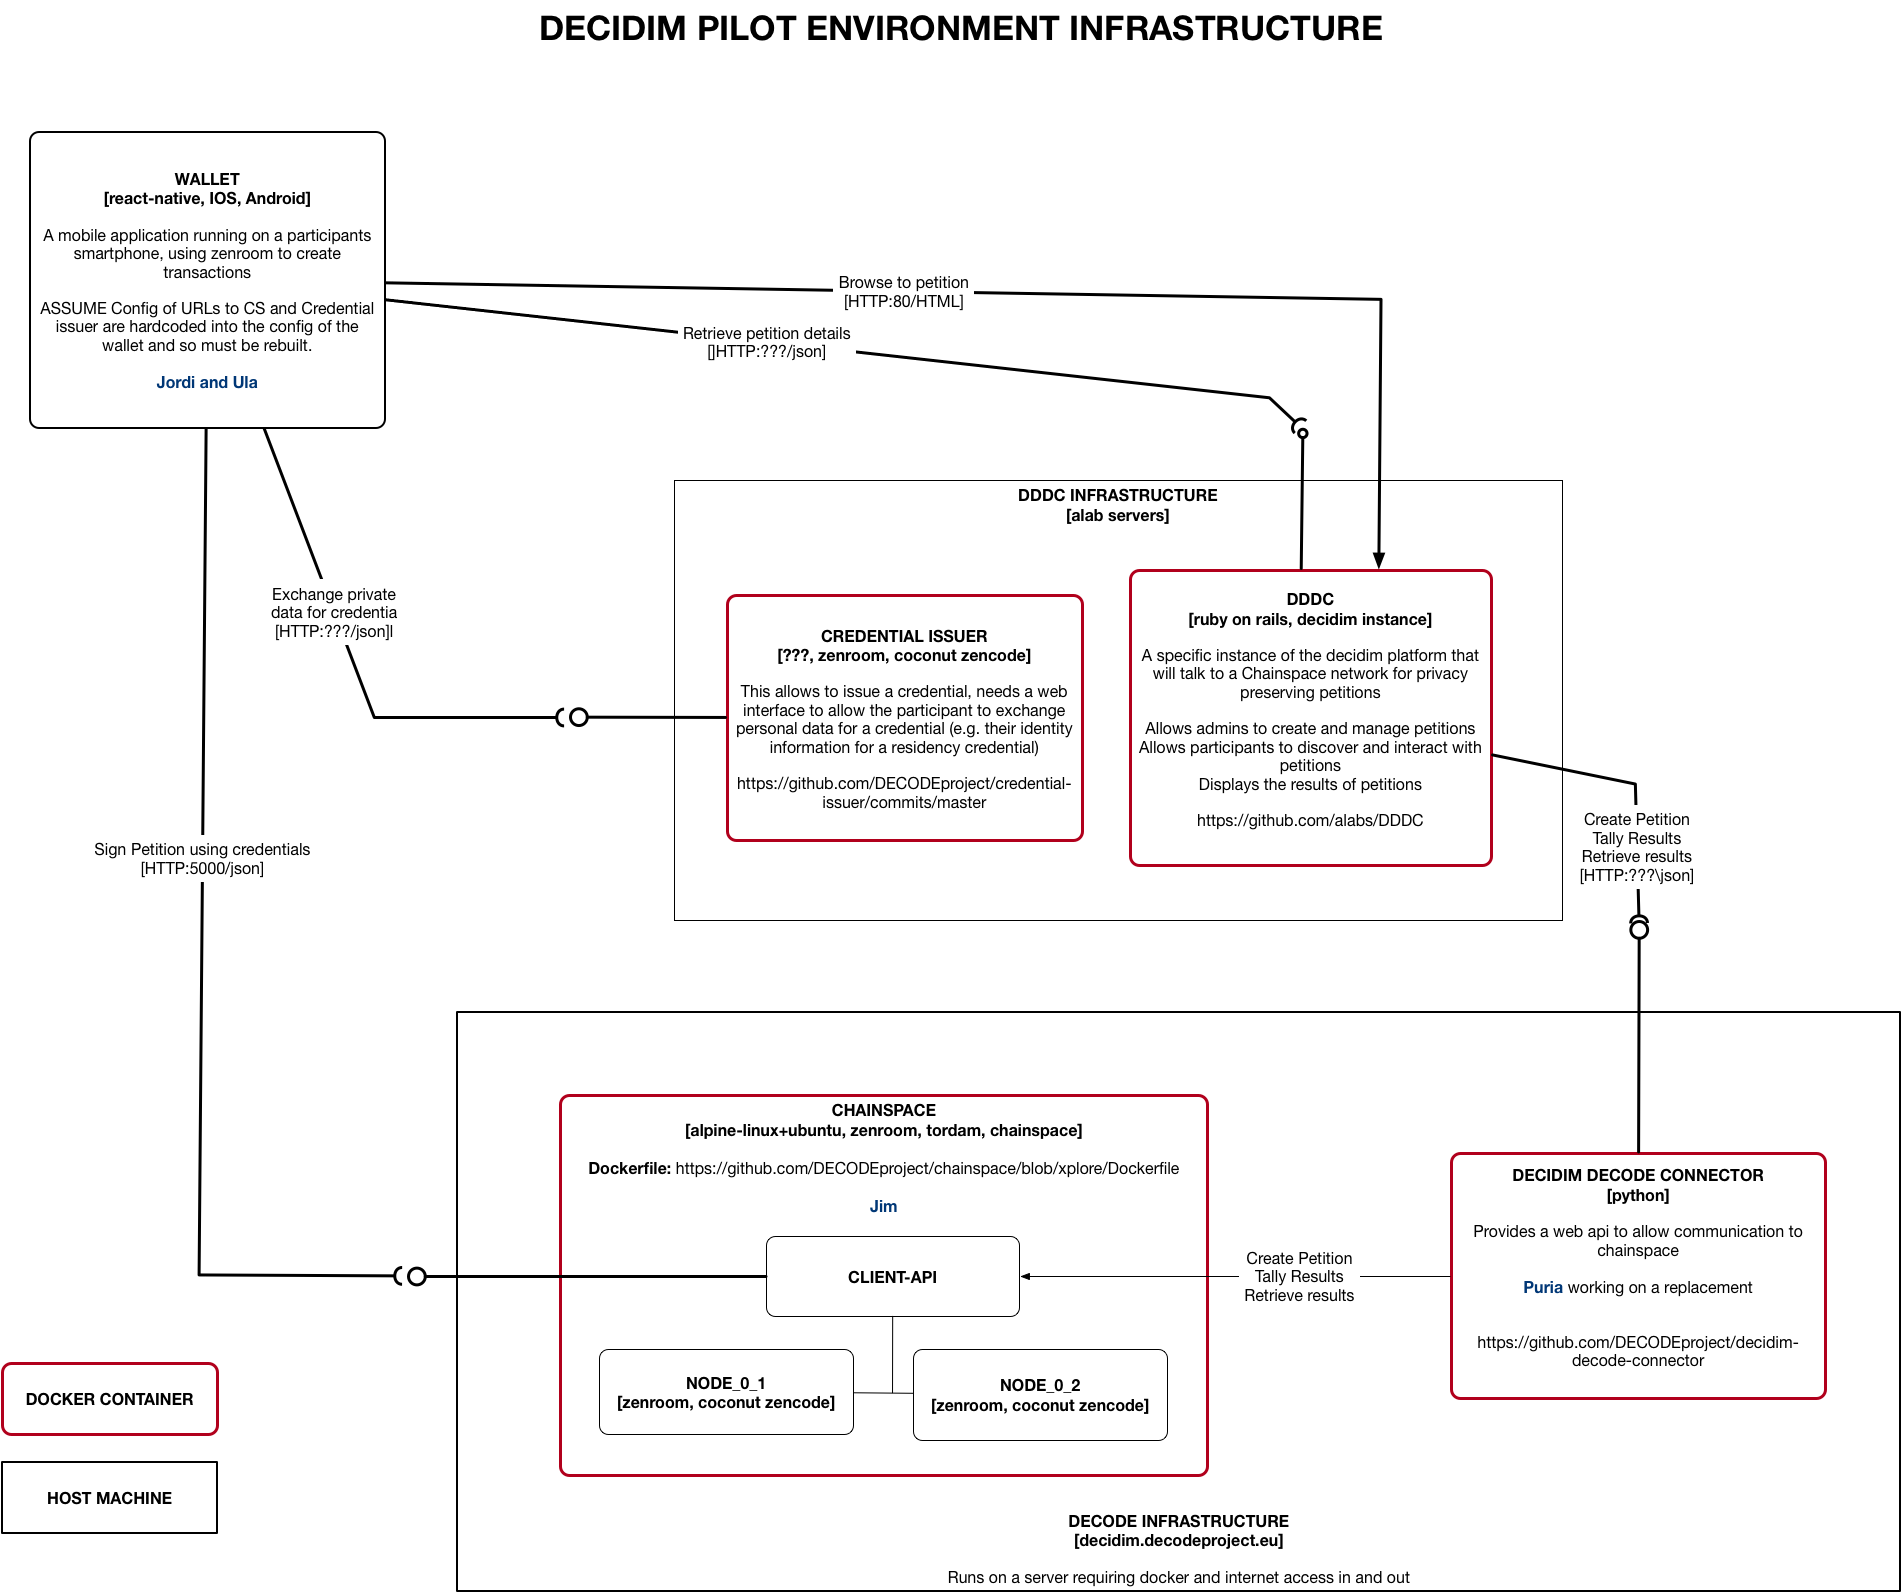 DECIDIM PILOT ENVIRONMENT INFRASTRUCTURE
WALLET
[react-native, IOS, Android]
A mobile application running on a participants
smartphone, using zenroom to create
transactions
ASSUME Config of URLs to CS and Credential
issuer are hardcoded into the config of the
wallet and so must be rebuilt.
Jordi and Ula
Browse to petition
[HTTP:80/HTML]
Retrieve petition details
[]HTTP:???/json]
Exchange private
data for credentia
[HTTP:???/json]l
Sign Petition using credentials
[HTTP:5000/json]
DDDC INFRASTRUCTURE
[alab servers]
CREDENTIAL ISSUER
[???, zenroom, coconut zencode]
This allows to issue a credential, needs a web
interface to allow the participant to exchange
personal data for a credential (e.g. their identity
information for a residency credential)
https://github.com/DECODEproject/credential-
issuer/commits/master
DDDC
[ruby on rails, decidim instance]
A specific instance of the decidim platform that
will talk to a Chainspace network for privacy
preserving petitions
Allows admins to create and manage petitions
Allows participants to discover and interact with
petitions
Displays the results of petitions
https://github.com/alabs/DDDC
Create Petition
Tally Results
Retrieve results
[HTTP:???\json]
CHAINSPACE
[alpine-linux+ubuntu, zenroom, tordam, chainspace]
Dockerfile: https://github.com/DECODEproject/chainspace/blob/xplore/Dockerfile
Jim
CLIENT-API
NODE_0_1
[zenroom, coconut zencode]
NODE_0_2
[zenroom, coconut zencode]
Create Petition
Tally Results
Retrieve results
DECIDIM DECODE CONNECTOR
[python]
Provides a web api to allow communication to
chainspace
Puria working on a replacement
https://github.com/DECODEproject/decidim-
decode-connector
DOCKER CONTAINER
HOST MACHINE
DECODE INFRASTRUCTURE
[decidim.decodeproject.eu]
Runs on a server requiring docker and internet access in and out